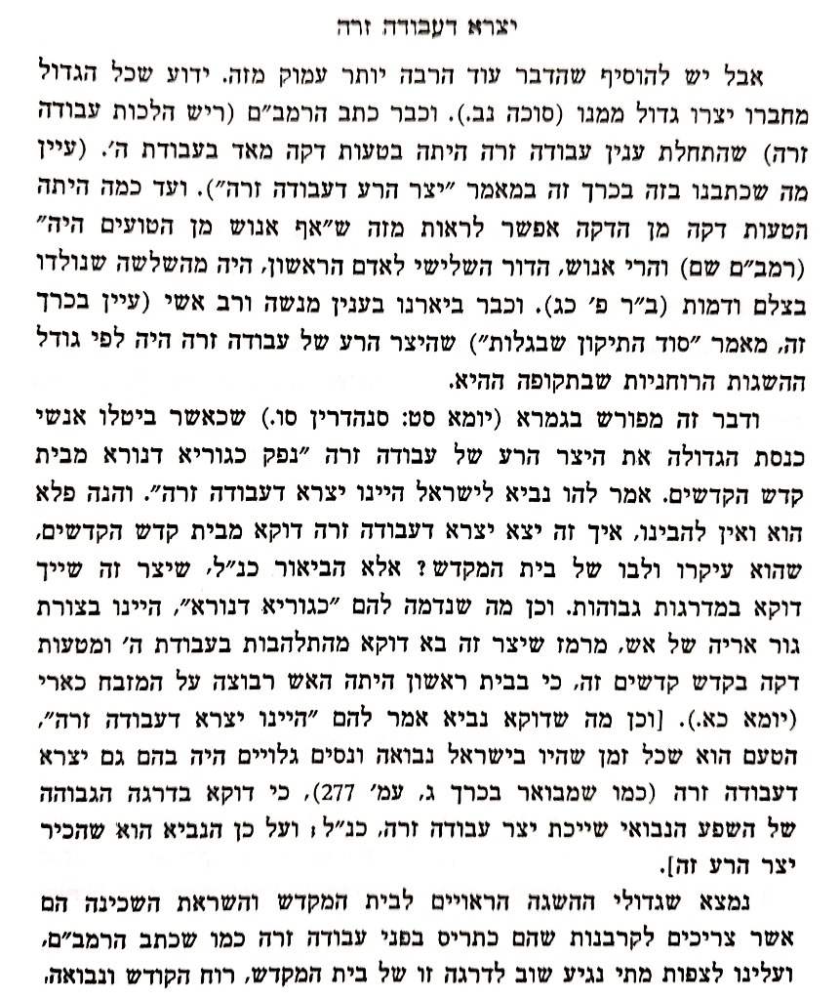 יצרא דעבודה זרה
אבל יש להוסיף שהדבר עוד הרבה יותר עמוק מזה. ידוע שכל הגדול
מחברו יצרו גדול ממנו (סוכה נב.). וכבר כתב הרמב״ם (ריש הלכות עבודה
זרה) שהתחלת ענין עבודה זרה היתה בטעות דקה מאד בעבודת ה׳. (עיין
מה שכתבנו בזה בכרך זה במאמר ״יצר הרע דעבודה זרה״). ועד כמה היתה
הטעות דקה מן הדקה אפשר לראות מזה ש״אף אנוש מן הטועים היה״
(רמב״ם שם) והרי אנוש, הדור השלישי לאדם הראשון, היה מהשלשה שנולדו
בצלם ודמות (ב״ר פ׳ כג). וכבר ביארנו בענין מנשה ורב אשי (עיין בכרך
זה, מאמר ״סוד התיקון שבגלות״) שהיצר הרע של עבודה זרה היה לפי גודל
ההשגות הרוחניות שבתקופה ההיא.
ודבר זה מפורש בגמרא (יומא סט: סנהדרין סו.) שכאשר ביטלו אנשי
כנסת הגדולה את היצר הרע של עבודה זרה ״נפק כגוריא דנורא מבית
קדש הקדשים. אמר להו נביא לישראל היינו יצרא דעבודה זרה״. והנה פלא
הוא ואין להבינו, איך זה יצא יצרא דעבודה זרה דוקא מבית קדש הקדשים,
שהוא עיקרו ולבו של בית המקדש? אלא הביאור כנ״ל, שיצר זה שייך
דוקא במדרגות גבוהות. וכן מה שנדמה להם ״כגוריא דנורא״, היינו בצורת
גור אריה של אש, מרמז שיצר זה בא דוקא מהתלהבות בעבודת ה׳ ומטעות
דקה בקדש קדשים זה, כי בבית ראשון היתה האש רבוצה על המזבח כארי
(יומא כא.). [וכן מה שדוקא נביא אמר להם ״היינו יצרא דעבודה זרה״,
הטעם הוא שכל זמן שהיו בישראל נבואה ונסים גלויים היה בהם גם יצרא
דעבודה זרה (כמו שמבואר בכרך ג, עמ׳ 277), כי דוקא בדרגה הגבוהה
של השפע הנבואי שייכת יצר עבודה זרה, כנ״ל; ועל כן הנביא הוא שהכיר
יצר הרע זה].
נמצא שגדולי ההשגה הראויים לבית המקדש והשראת השכינה הם
אשר צריכים לקרבנות שהם כתריס בפני עבודה זרה כמו שכתב הרמב״ם,
ועלינו לצפות מתי נגיע שוב לדרגה זו של בית המקדש, רוח הקודש ונבואה,